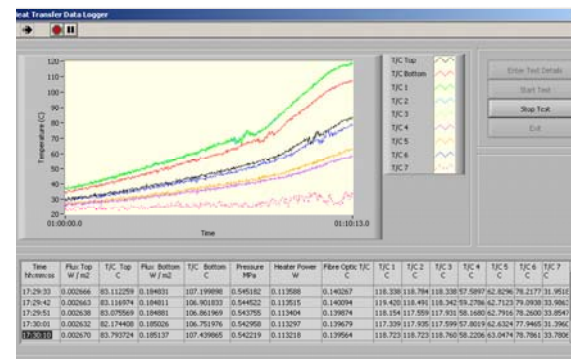 eat Transfer Data Logger
120
110
100
90
80
70
60
50
40
30
20
Temperature (C)
01:00:00.0
01:10:13.0
Time
T/C Top
T/C Bottom
T/C 1
T/C 2
T/C 3
T/C 4
T/C 5
T/C 6
T/C 7
Enter Test Details
Start Test
Stop Test
Exit
Time Flux Top T/C Top Flux Bottom T/C Bottom Pressure Heater Power Fibre Optic T/C T/C 1 T/C 2 T/C 3 T/C 4 T/C 5 T/C 6 T/C 7
hh:mm:ss W / m2 C W / m2 C MPa W C C C C C C C C
17:29:33 0.002666 83.112259 0.184831 107.199898 0.545182 0.113588 0.140267 118.338 118.784 118.338 57.5897 62.8296 78.2177 31.9518
17:29:42 0.002663 83.116974 0.184811 106.901833 0.544522 0.113515 0.140094 119.420 118.491 118.342 59.2786 62.7123 79.0938 33.9863
17:29:51 0.002638 83.075500 0.184881 106.861969 0.543755 0.113404 0.139874 118.154 117.559 117.931 58.1680 62.7916 78.2600 33.8547
17:30:01 0.002632 82.174408 0.185026 106.751976 0.542958 0.113297 0.139679 117.339 117.935 117.599 57.8019 62.6324 77.9465
17:30:10 0.002670 83.793724 0.185137 107.439865 0.542219 0.113218 0.139564 118.723 118.723 118.760 58.2206 63.0474 78.7861 33.7806